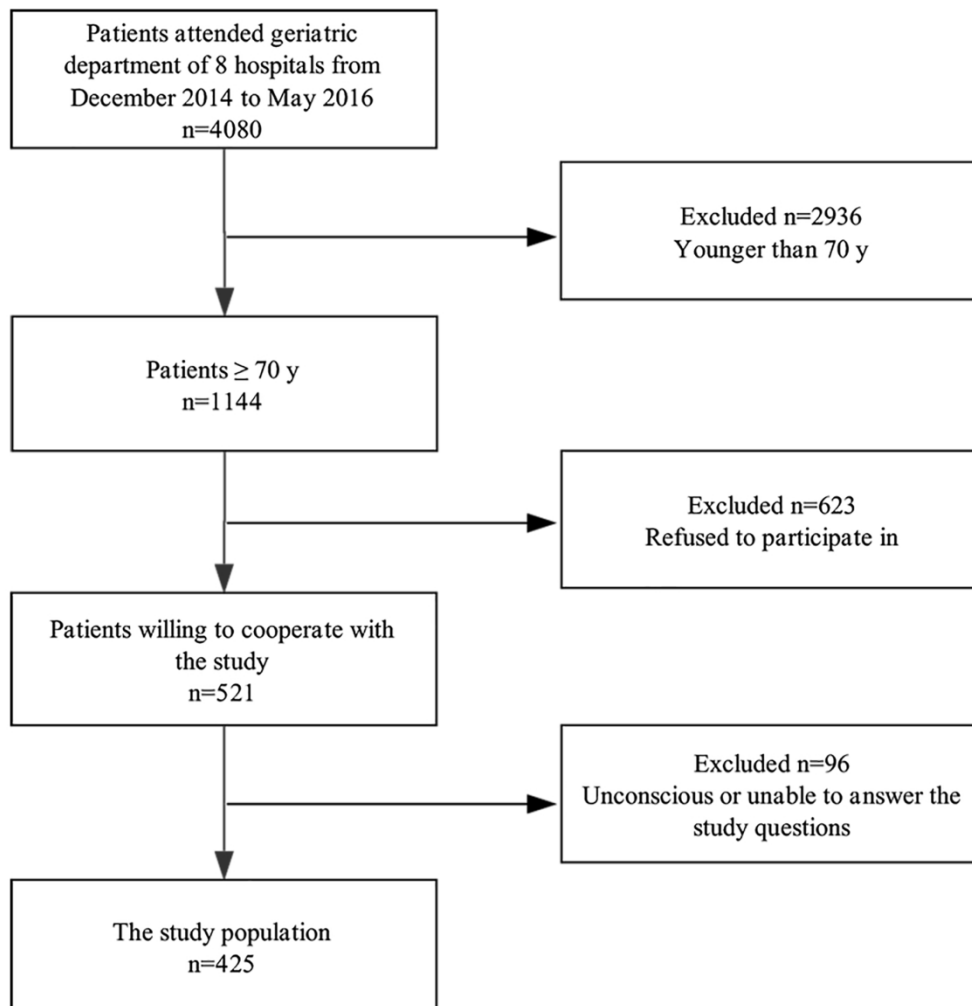 Patients attended geriatric
department of 8 hospitals from
December 2014 to May 2016
n=4080
Excluded n=2936
Younger than 70 y
Patients ≥ 70 y
n=1144
Excluded n=623
Refused to participate in
Patients willing to cooperate with
the study
n=521
Excluded n=96
Unconscious or unable to answer the
study questions
The study population
n=425